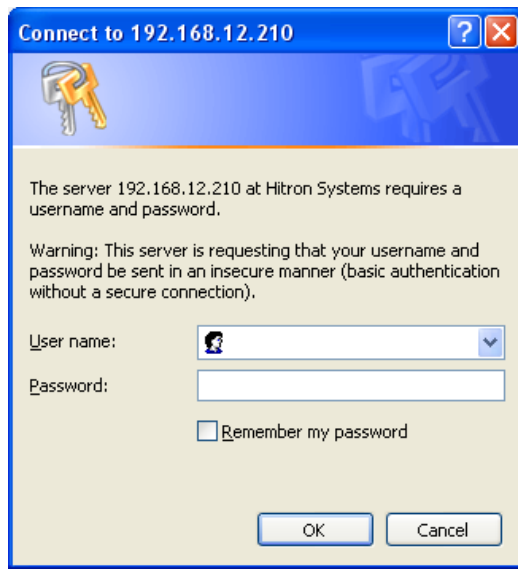 Connect to 192.168.12.210
The server 192.168.12.210 at Hitron Systems requires a
username and password.
Warning: This server is requesting that your username and
password be sent in an insecure manner (basic authentication
without a secure connection).
User name:
Password:
Remember my password
OK Cancel